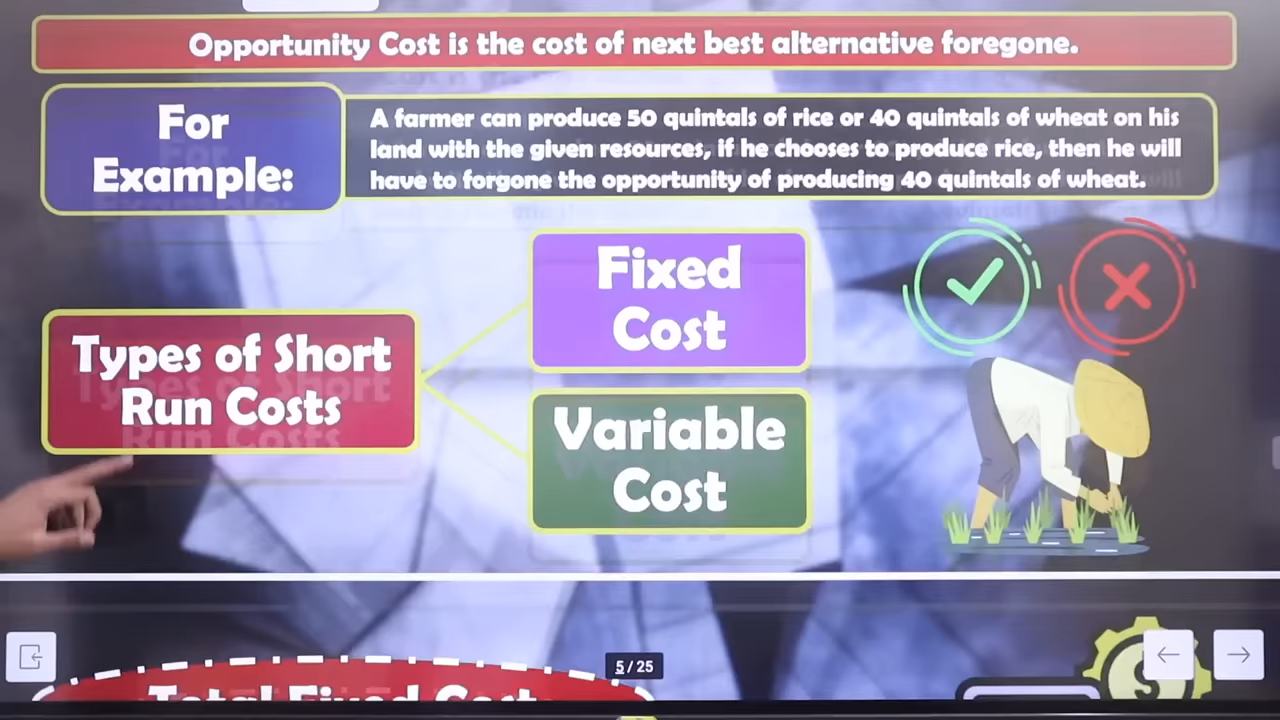 Opportunity Cost is the cost of next best alternative foregone.
For
Example:
A farmer can produce 50 quintals of rice or 40 quintals of wheat on his
land with the given resources, if he chooses to produce rice, then he will
have to forgone the opportunity of producing 40 quintals of wheat.
Fixed
Cost
Types of Short
Run Costs
Variable
Cost
5 / 25
Total Fixed Cost